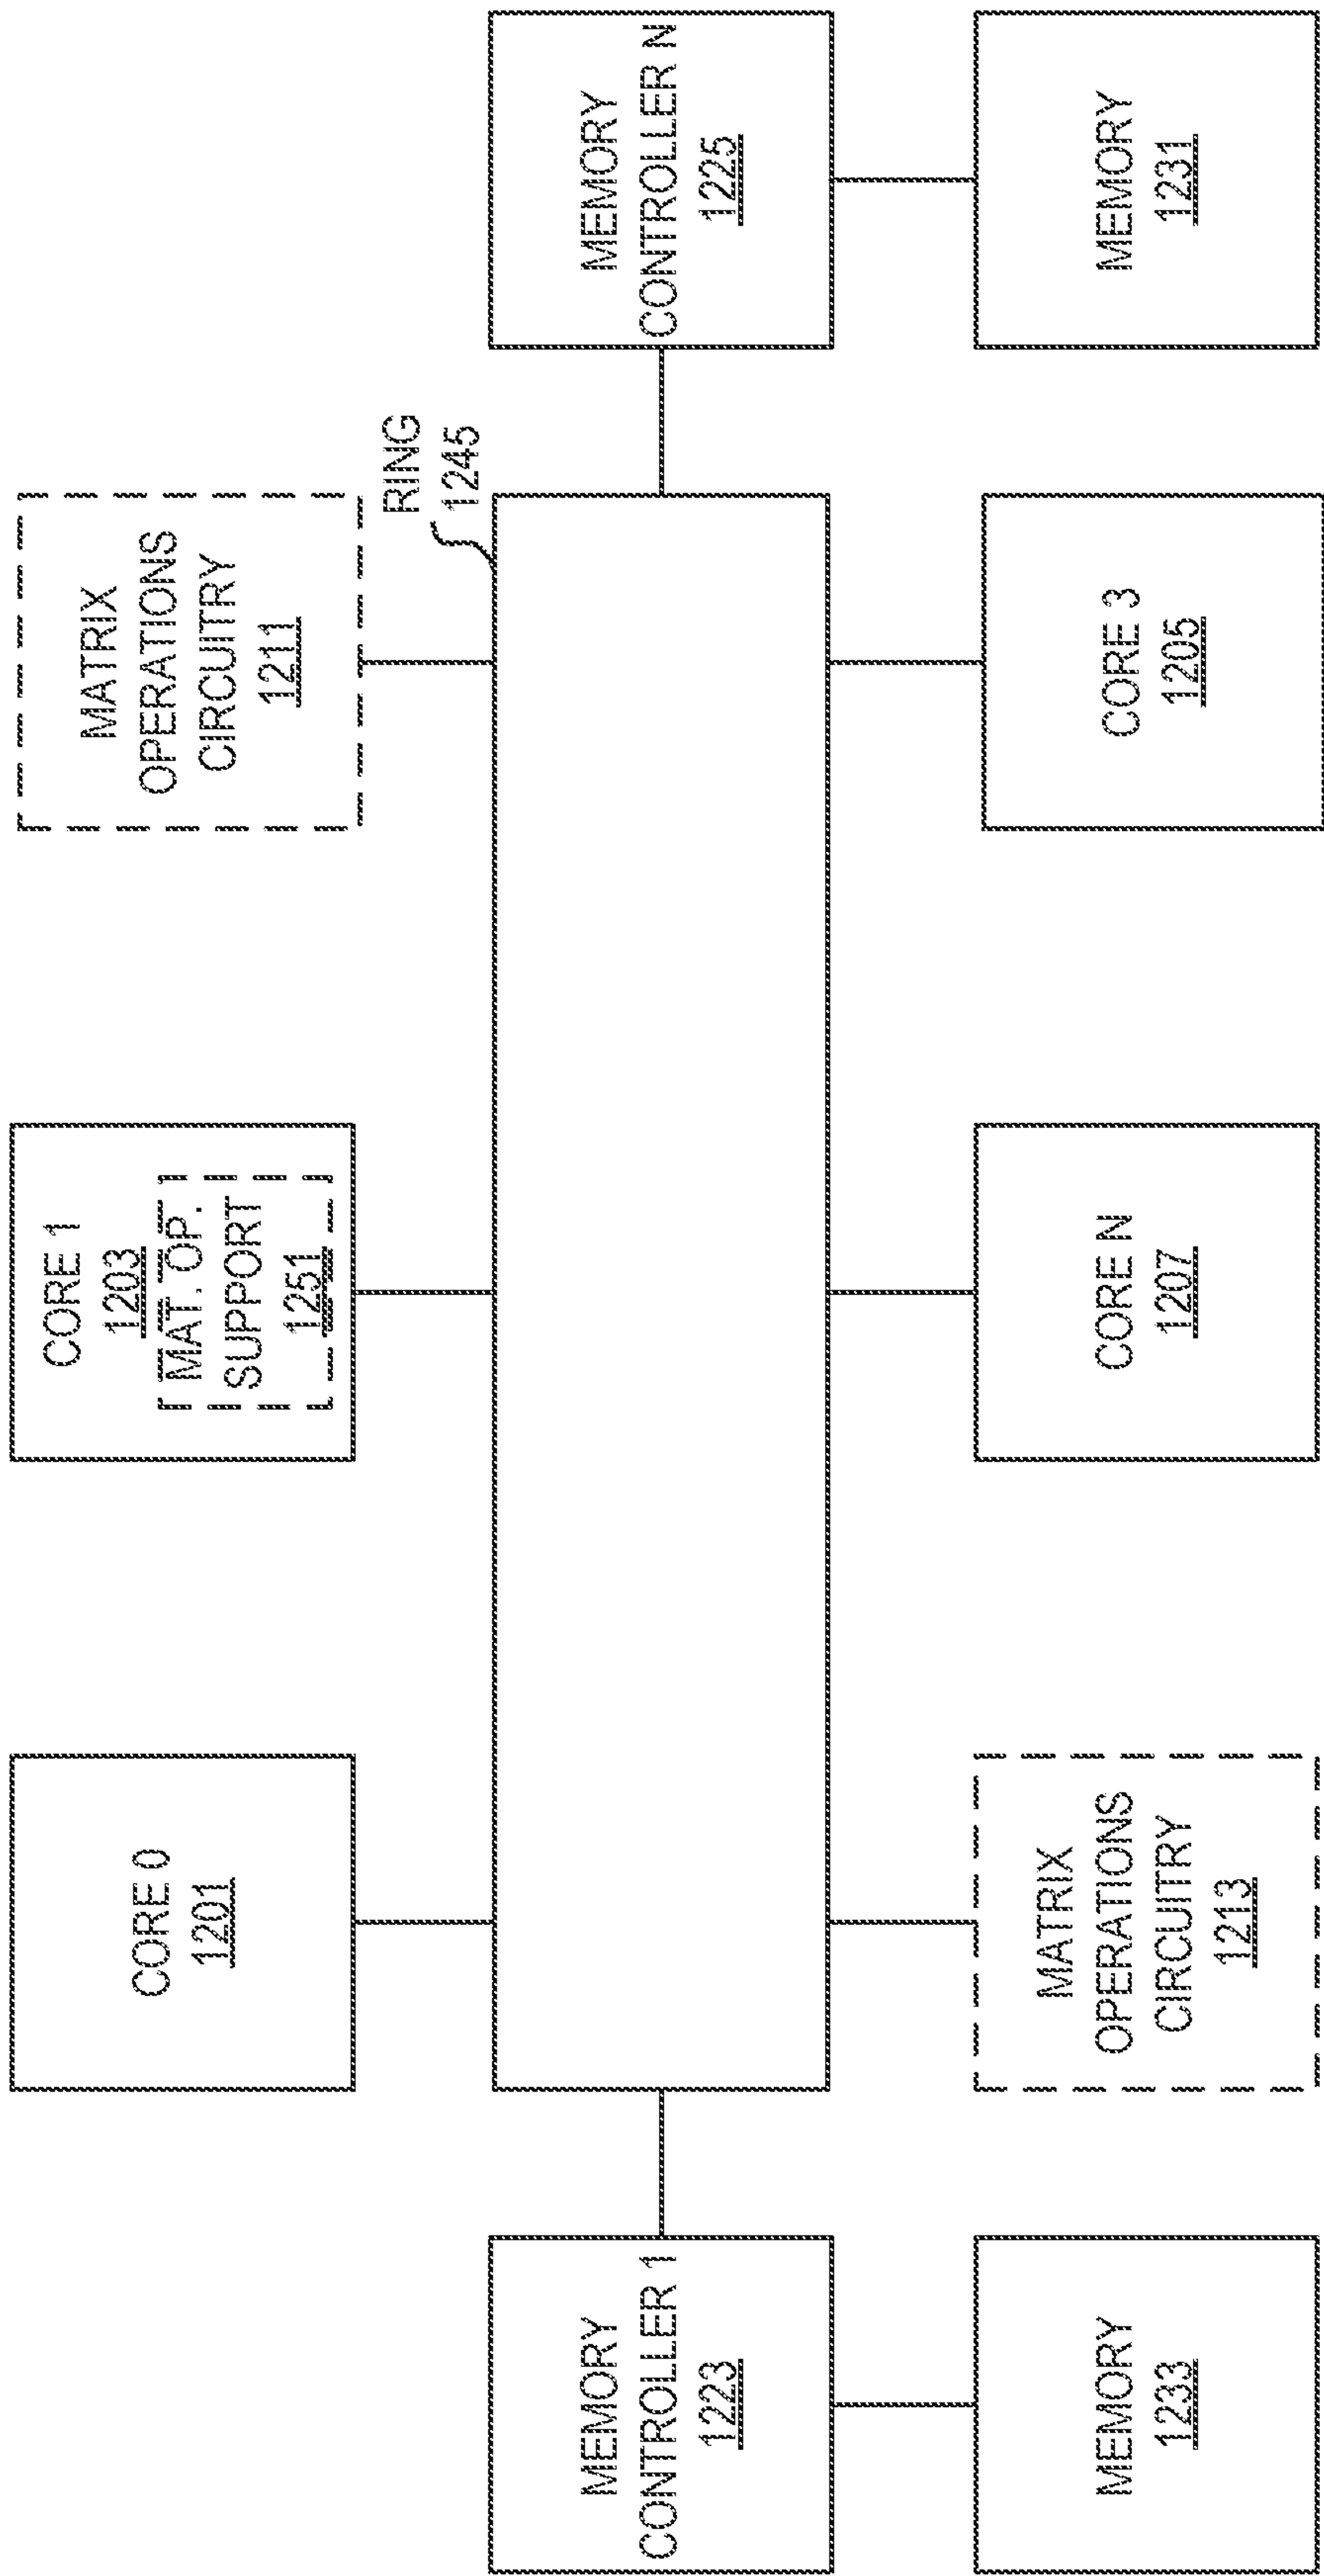 CORE 0
1201
CORE 1
1203
MAT. OP.
SUPPORT
1251
MATRIX
OPERATIONS
CIRCUITRY
1211
RING
1245
MEMORY
CONTROLLER 1
1223
MEMORY
CONTROLLER N
1225
MEMORY
1233
MATRIX
OPERATIONS
CIRCUITRY
1213
CORE N
1207
CORE 3
1205
MEMORY
1231